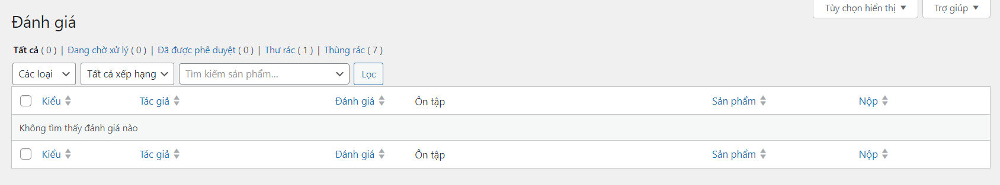 Tùy chọn hiển thị Trợ giúp
Đánh giá
Tất cả ( 0 ) | Đang chờ xử lý ( 0 ) | Đã được phê duyệt ( 0 ) | Thư rác ( 1 ) | Thùng rác ( 7 )
Các loại Tất cả xếp hạng Tìm kiếm sản phẩm... Lọc
Kiểu Tác giả Đánh giá Ôn tập Sản phẩm Nộp
Không tìm thấy đánh giá nào
Kiểu Tác giả Đánh giá Ôn tập Sản phẩm Nộp